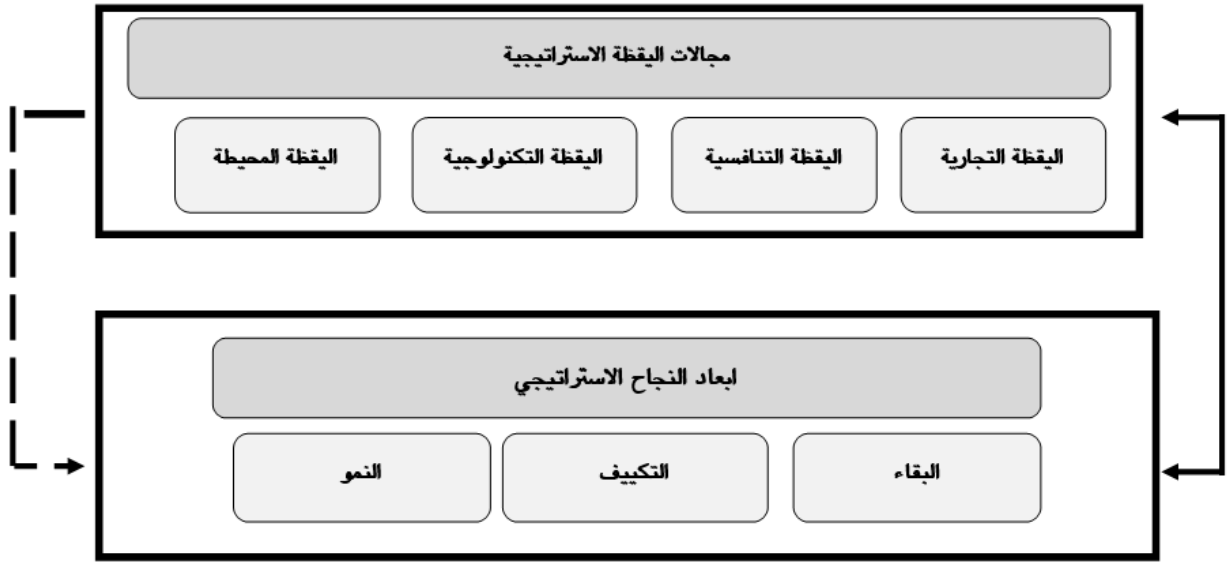 مجالات اليقظة الاستراتيجية
اليقظة التجارية
اليقظة التنافسية
اليقظة التكنولوجية
اليقظة المحيطة
ابعاد النجاح الاستراتيجي
البقاء
التكييف
النمو